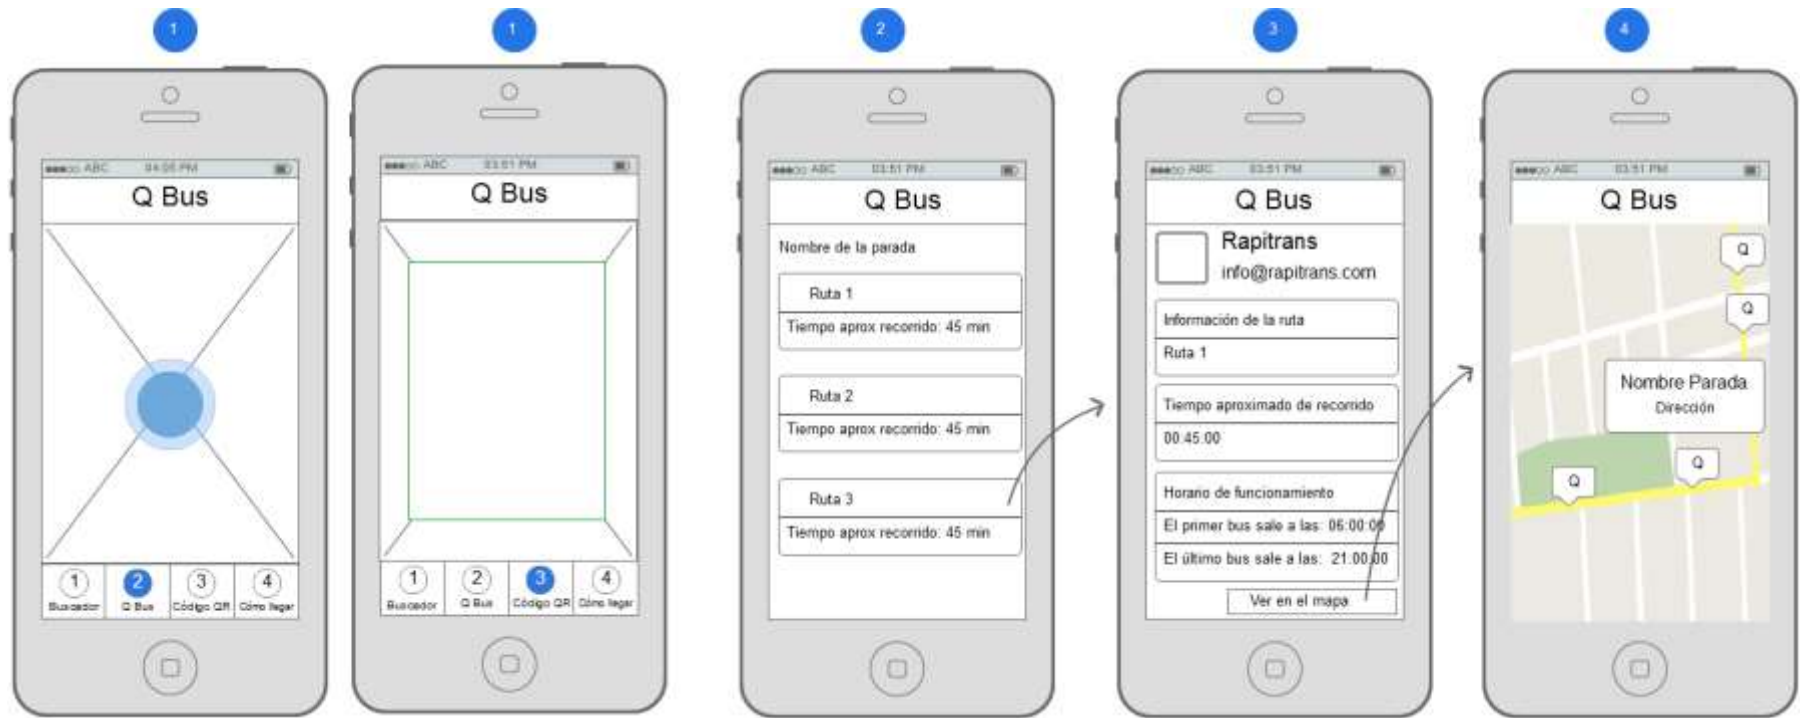 1
ABC 04:05 PM
Q Bus
1
2
3
4
Buscador
Q Bus
Código QR
Cómo llegar
1
ABC 03:51 PM
Q Bus
1
2
3
4
Buscador
Q Bus
Código QR
Cómo llegar
2
ABC 03:51 PM
Q Bus
Nombre de la parada
Ruta 1
Tiempo aprox recorrido: 45 min
Ruta 2
Tiempo aprox recorrido: 45 min
Ruta 3
Tiempo aprox recorrido: 45 min
3
ABC 03:51 PM
Q Bus
Rapitrans
info@rapitrans.com
Información de la ruta
Ruta 1
Tiempo aproximado de recorrido
00:45:00
Horario de funcionamiento
El primer bus sale a las: 06:00:00
El último bus sale a las: 21:00:00
Ver en el mapa
4
ABC 03:51 PM
Q Bus
Q
Q
Nombre Parada
Dirección
Q
Q